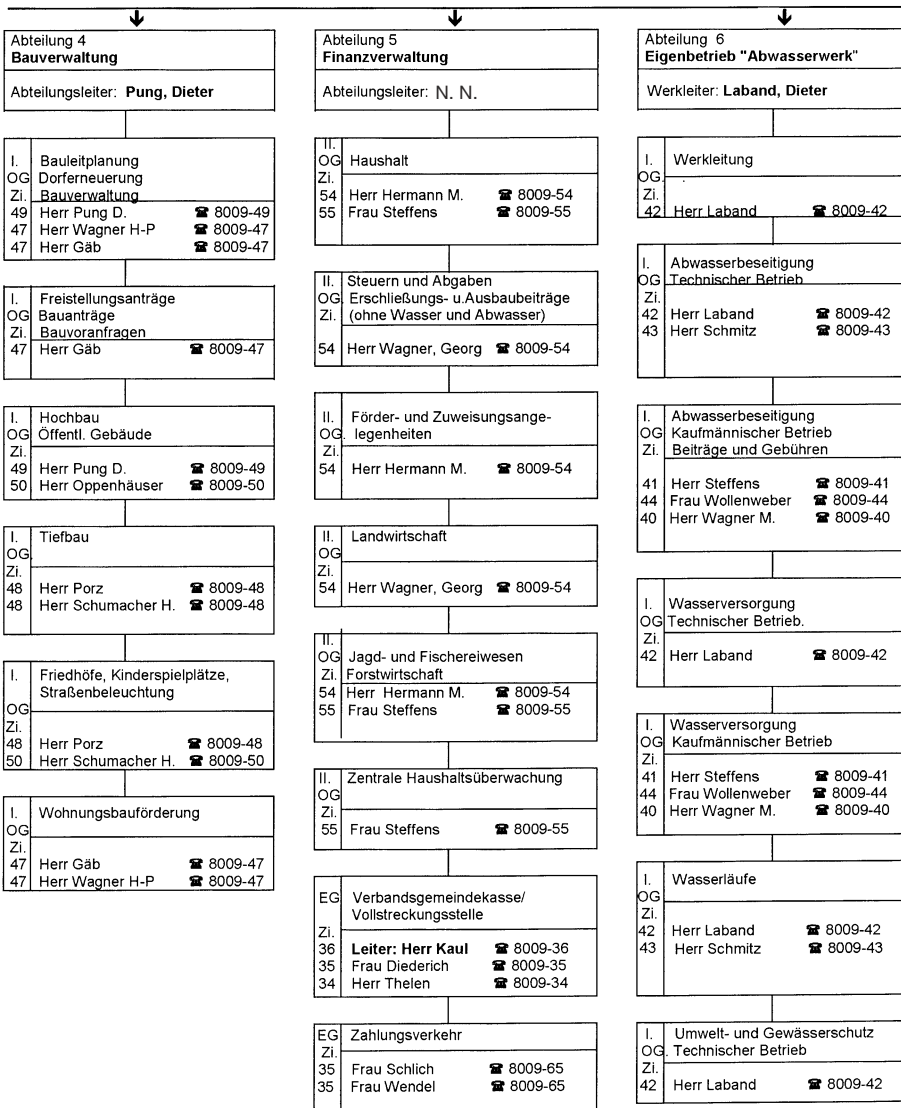 Abteilung 4
Bauverwaltung
Abteilungsleiter: Pung, Dieter
I. Bauleitplanung
OG Dorferneuerung
Zi. Bauverwaltung
49 Herr Pung D. ☎ 8009-49
47 Herr Wagner H-P ☎ 8009-47
47 Herr Gäb ☎ 8009-47
I. Freistellungsanträge
OG Bauanträge
Zi. Bauvoranfragen
47 Herr Gäb ☎ 8009-47
I. Hochbau
OG Öffentl. Gebäude
Zi.
49 Herr Pung D. ☎ 8009-49
50 Herr Oppenhäuser ☎ 8009-50
I. Tiefbau
OG
Zi.
48 Herr Porz ☎ 8009-48
48 Herr Schumacher H. ☎ 8009-48
I. Friedhöfe, Kinderspielplätze,
Straßenbeleuchtung
OG
Zi.
48 Herr Porz ☎ 8009-48
50 Herr Schumacher H. ☎ 8009-50
I. Wohnungsbauförderung
OG
Zi.
47 Herr Gäb ☎ 8009-47
47 Herr Wagner H-P ☎ 8009-47
Abteilung 5
Finanzverwaltung
Abteilungsleiter: N. N.
II.
OG Haushalt
Zi.
54 Herr Hermann M. ☎ 8009-54
55 Frau Steffens ☎ 8009-55
II. Steuern und Abgaben
OG. Erschließungs- u.Ausbaubeiträge
Zi. (ohne Wasser und Abwasser)
54 Herr Wagner, Georg ☎ 8009-54
II. Förder- und Zuweisungsange-
OG. legenheiten
Zi.
54 Herr Hermann M. ☎ 8009-54
II. Landwirtschaft
OG
Zi.
54 Herr Wagner, Georg ☎ 8009-54
II.
OG Jagd- und Fischereiwesen
Zi. Forstwirtschaft
54 Herr Hermann M. ☎ 8009-54
55 Frau Steffens ☎ 8009-55
II. Zentrale Haushaltsüberwachung
OG
Zi.
55 Frau Steffens ☎ 8009-55
EG Verbandsgemeindekasse/
Vollstreckungsstelle
Zi.
36 Leiter: Herr Kaul ☎ 8009-36
35 Frau Diederich ☎ 8009-35
34 Herr Thelen ☎ 8009-34
EG Zahlungsverkehr
Zi.
35 Frau Schlich ☎ 8009-65
35 Frau Wendel ☎ 8009-65
Abteilung 6
Eigenbetrieb "Abwasserwerk"
Werkleiter: Laband, Dieter
I. Werkleitung
OG.
Zi.
42 Herr Laband ☎ 8009-42
I. Abwasserbeseitigung
OG Technischer Betrieb
Zi.
42 Herr Laband ☎ 8009-42
43 Herr Schmitz ☎ 8009-43
I. Abwasserbeseitigung
OG Kaufmännischer Betrieb
Zi. Beiträge und Gebühren
41 Herr Steffens ☎ 8009-41
44 Frau Wollenweber ☎ 8009-44
40 Herr Wagner M. ☎ 8009-40
I. Wasserversorgung
OG Technischer Betrieb.
Zi.
42 Herr Laband ☎ 8009-42
I. Wasserversorgung
OG Kaufmännischer Betrieb
Zi.
41 Herr Steffens ☎ 8009-41
44 Frau Wollenweber ☎ 8009-44
40 Herr Wagner M. ☎ 8009-40
I. Wasserläufe
OG
Zi.
42 Herr Laband ☎ 8009-42
43 Herr Schmitz ☎ 8009-43
I. Umwelt- und Gewässerschutz
OG. Technischer Betrieb
Zi.
42 Herr Laband ☎ 8009-42